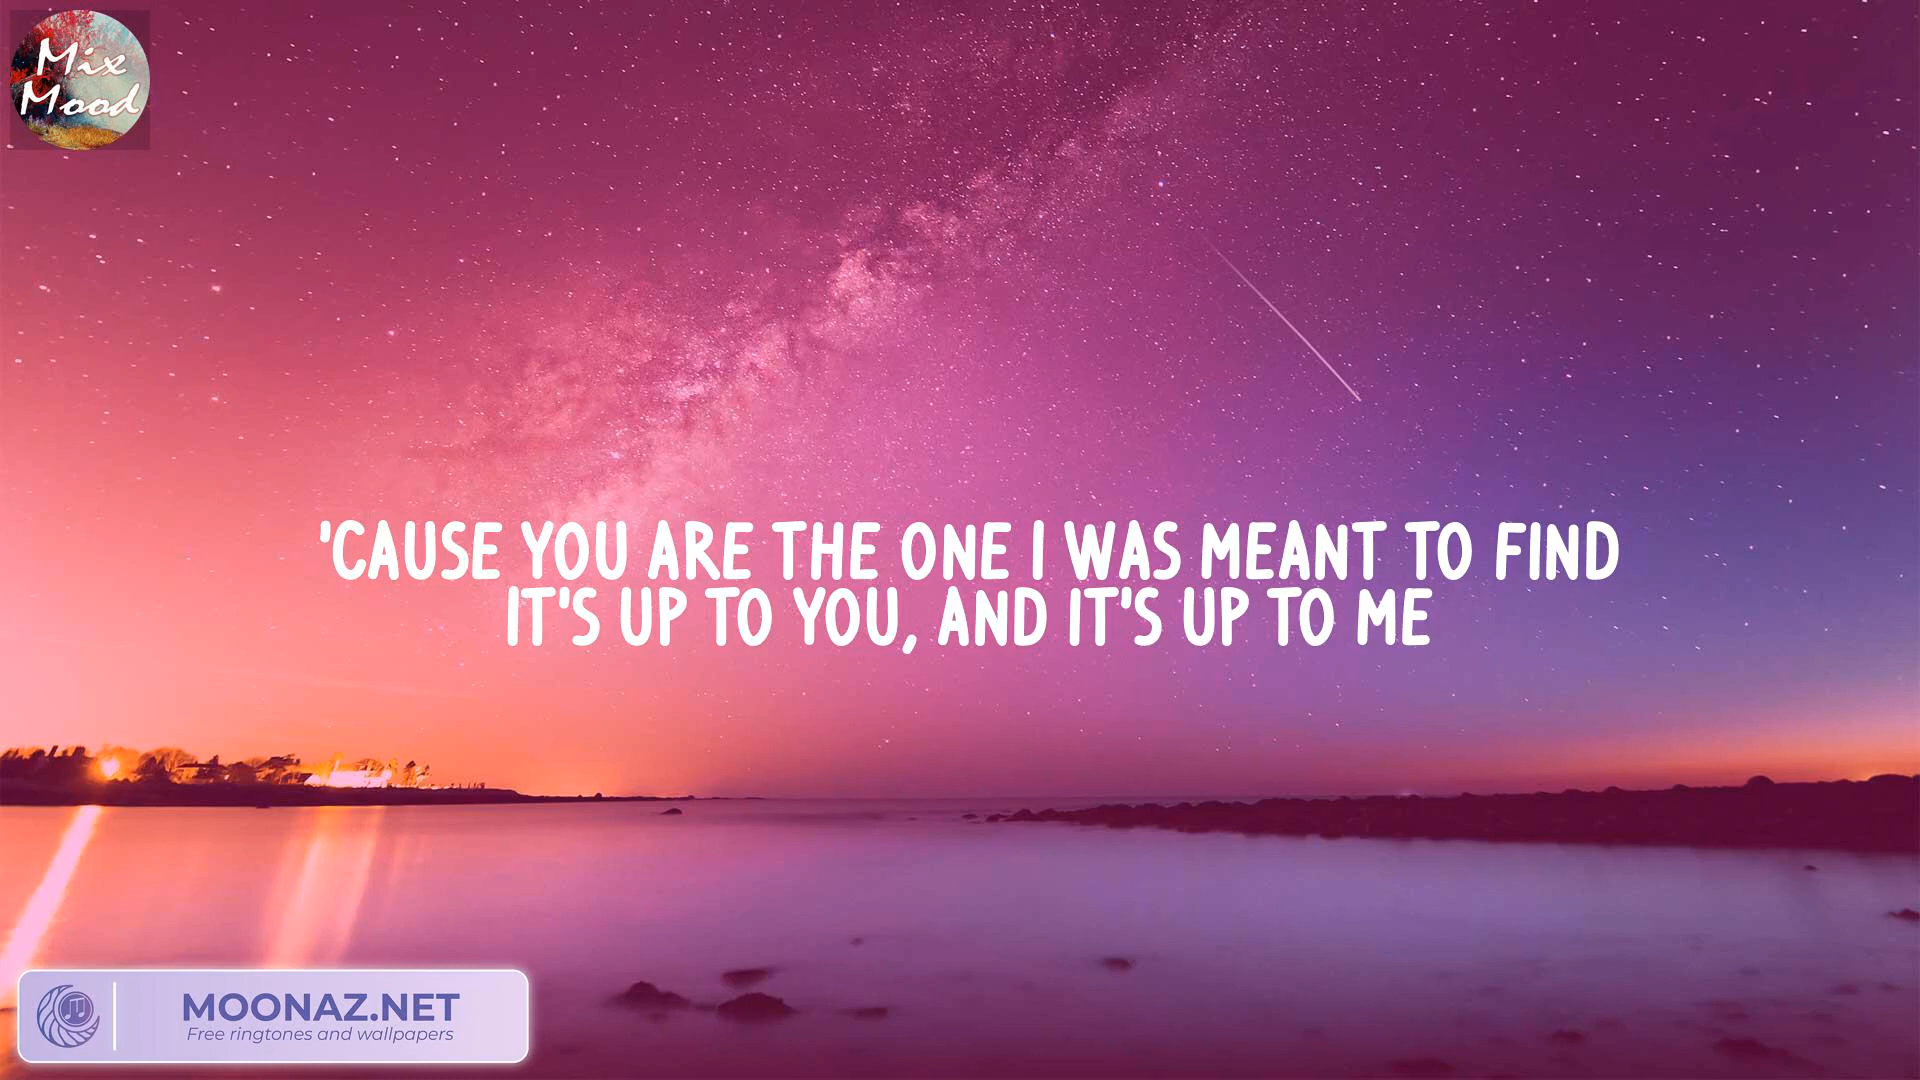 Mix
Mood
'CAUSE YOU ARE THE ONE I WAS MEANT TO FIND
IT'S UP TO YOU, AND IT'S UP TO ME
MOONAZ.NET
Free ringtones and wallpapers